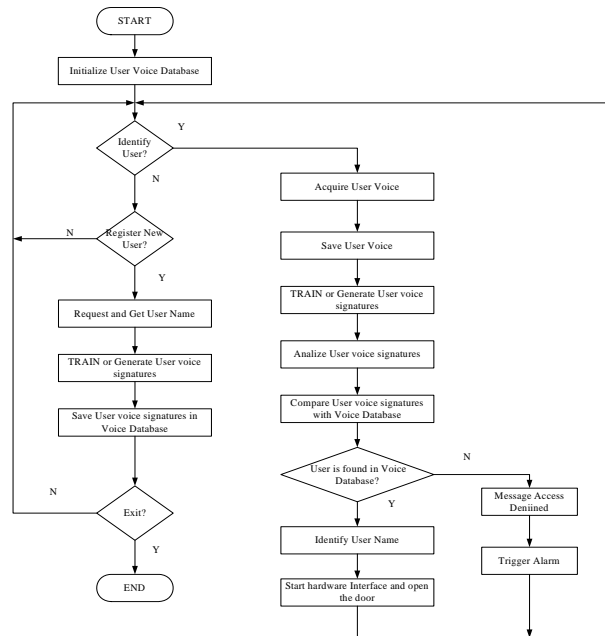 START
Initialize User Voice Database
Identify
User?
Y
N
Register New
User?
N
Y
Request and Get User Name
TRAIN or Generate User voice
signatures
Save User voice signatures in
Voice Database
Exit?
N
Y
END
Acquire User Voice
Save User Voice
TRAIN or Generate User voice
signatures
Analize User voice signatures
Compare User voice signatures
with Voice Database
User is found in Voice
Database?
N
Y
Message Access
Deniined
Trigger Alarm
Identify User Name
Start hardware Interface and open
the door